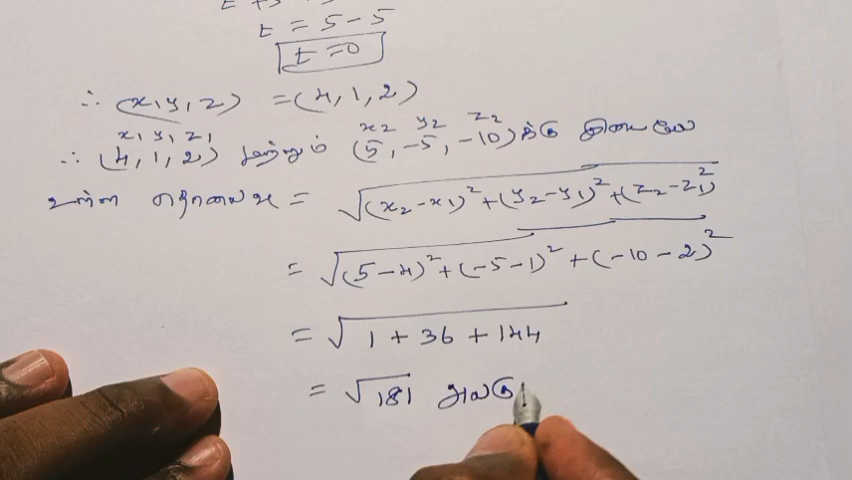 t = 5 - 5
t = 0
∴ (x, y, z) = (4, 1, 2)
x1 y1 z1 x2 y2 z2
∴ (4, 1, 2) மற்றும் (5, -5, -10)க்கு இடையே
உள்ள தொலைவு = √(x2 - x1)² + (y2 - y1)² + (z2 - z1)²
= √(5 - 4)² + (-5 - 1)² + (-10 - 2)²
= √1 + 36 + 144
= √181 அலகு